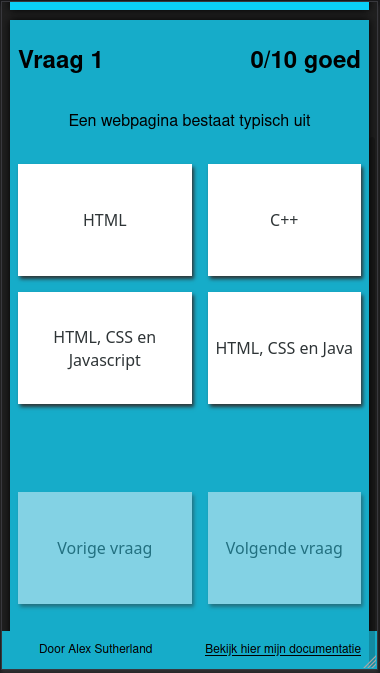 Vraag 1
0/10 goed
Een webpagina bestaat typisch uit
HTML
C++
HTML, CSS en
Javascript
HTML, CSS en Java
Vorige vraag
Volgende vraag
Door Alex Sutherland
Bekijk hier mijn documentatie